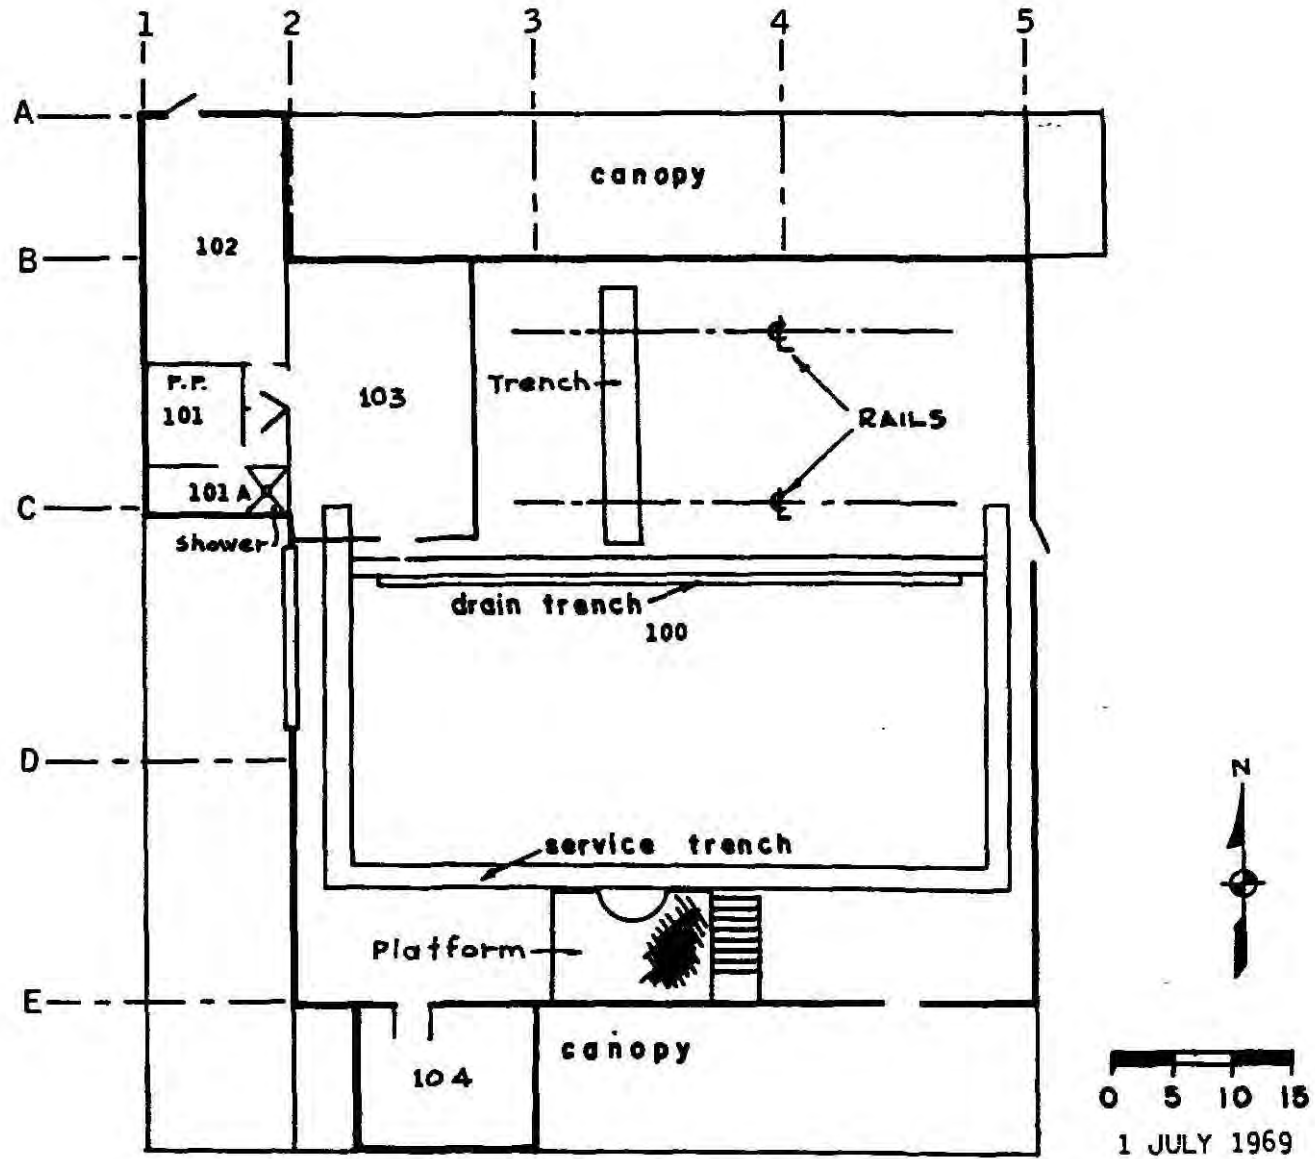 1 2 3 4 5
A
canopy
102
B
P.P.
101
103
Trench
RAILS
101 A
C
Shower
drain trench
100
D
N
service trench
Platform
E
canopy
104
0 5 10 15
1 JULY 1969